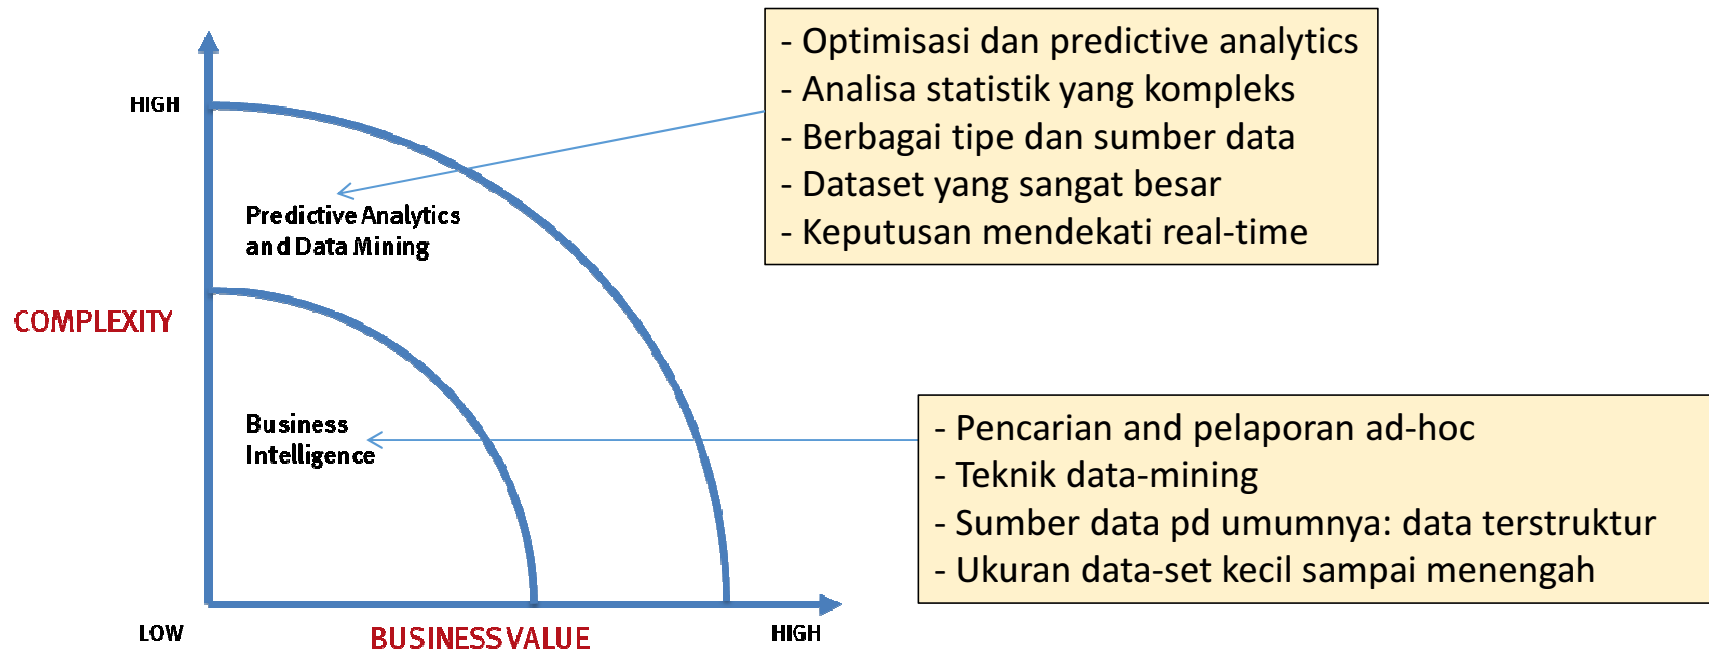 - Optimisasi dan predictive analytics
- Analisa statistik yang kompleks
- Berbagai tipe dan sumber data
- Dataset yang sangat besar
- Keputusan mendekati real-time
HIGH
Predictive Analytics
and Data Mining
COMPLEXITY
Business
Intelligence
- Pencarian and pelaporan ad-hoc
- Teknik data-mining
- Sumber data pd umumnya: data terstruktur
- Ukuran data-set kecil sampai menengah
LOW
BUSINESS VALUE
HIGH